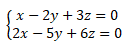 x − 2y + 3z = 0
2x − 5y + 6z = 0